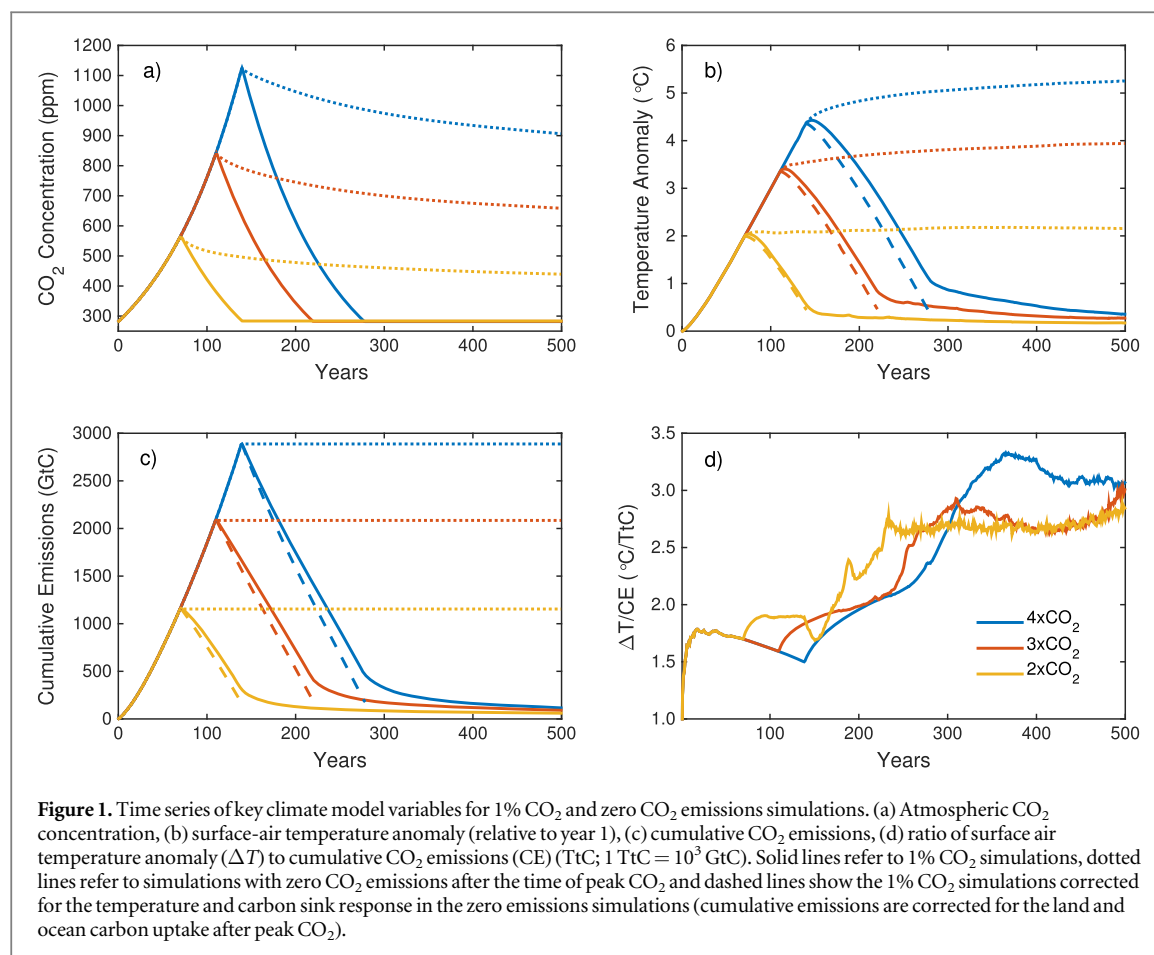 a)
CO2 Concentration (ppm)
1200
1100
1000
900
800
700
600
500
400
300
0 100 200 300 400 500
Years
b)
Temperature Anomaly (°C)
6
5
4
3
2
1
0
0 100 200 300 400 500
Years
c)
Cumulative Emissions (GtC)
3000
2500
2000
1500
1000
500
0
0 100 200 300 400 500
Years
d)
ΔT/CE (°C/TtC)
3.5
3.0
2.5
2.0
1.5
1.0
4xCO2
3xCO2
2xCO2
100 200 300 400 500
Years
Figure 1. Time series of key climate model variables for 1% CO2 and zero CO2 emissions simulations. (a) Atmospheric CO2
concentration, (b) surface-air temperature anomaly (relative to year 1), (c) cumulative CO2 emissions, (d) ratio of surface air
temperature anomaly (ΔT) to cumulative CO2 emissions (CE) (TtC; 1 TtC = 10³ GtC). Solid lines refer to 1% CO2 simulations, dotted
lines refer to simulations with zero CO2 emissions after the time of peak CO2 and dashed lines show the 1% CO2 simulations corrected
for the temperature and carbon sink response in the zero emissions simulations (cumulative emissions are corrected for the land and
ocean carbon uptake after peak CO2).